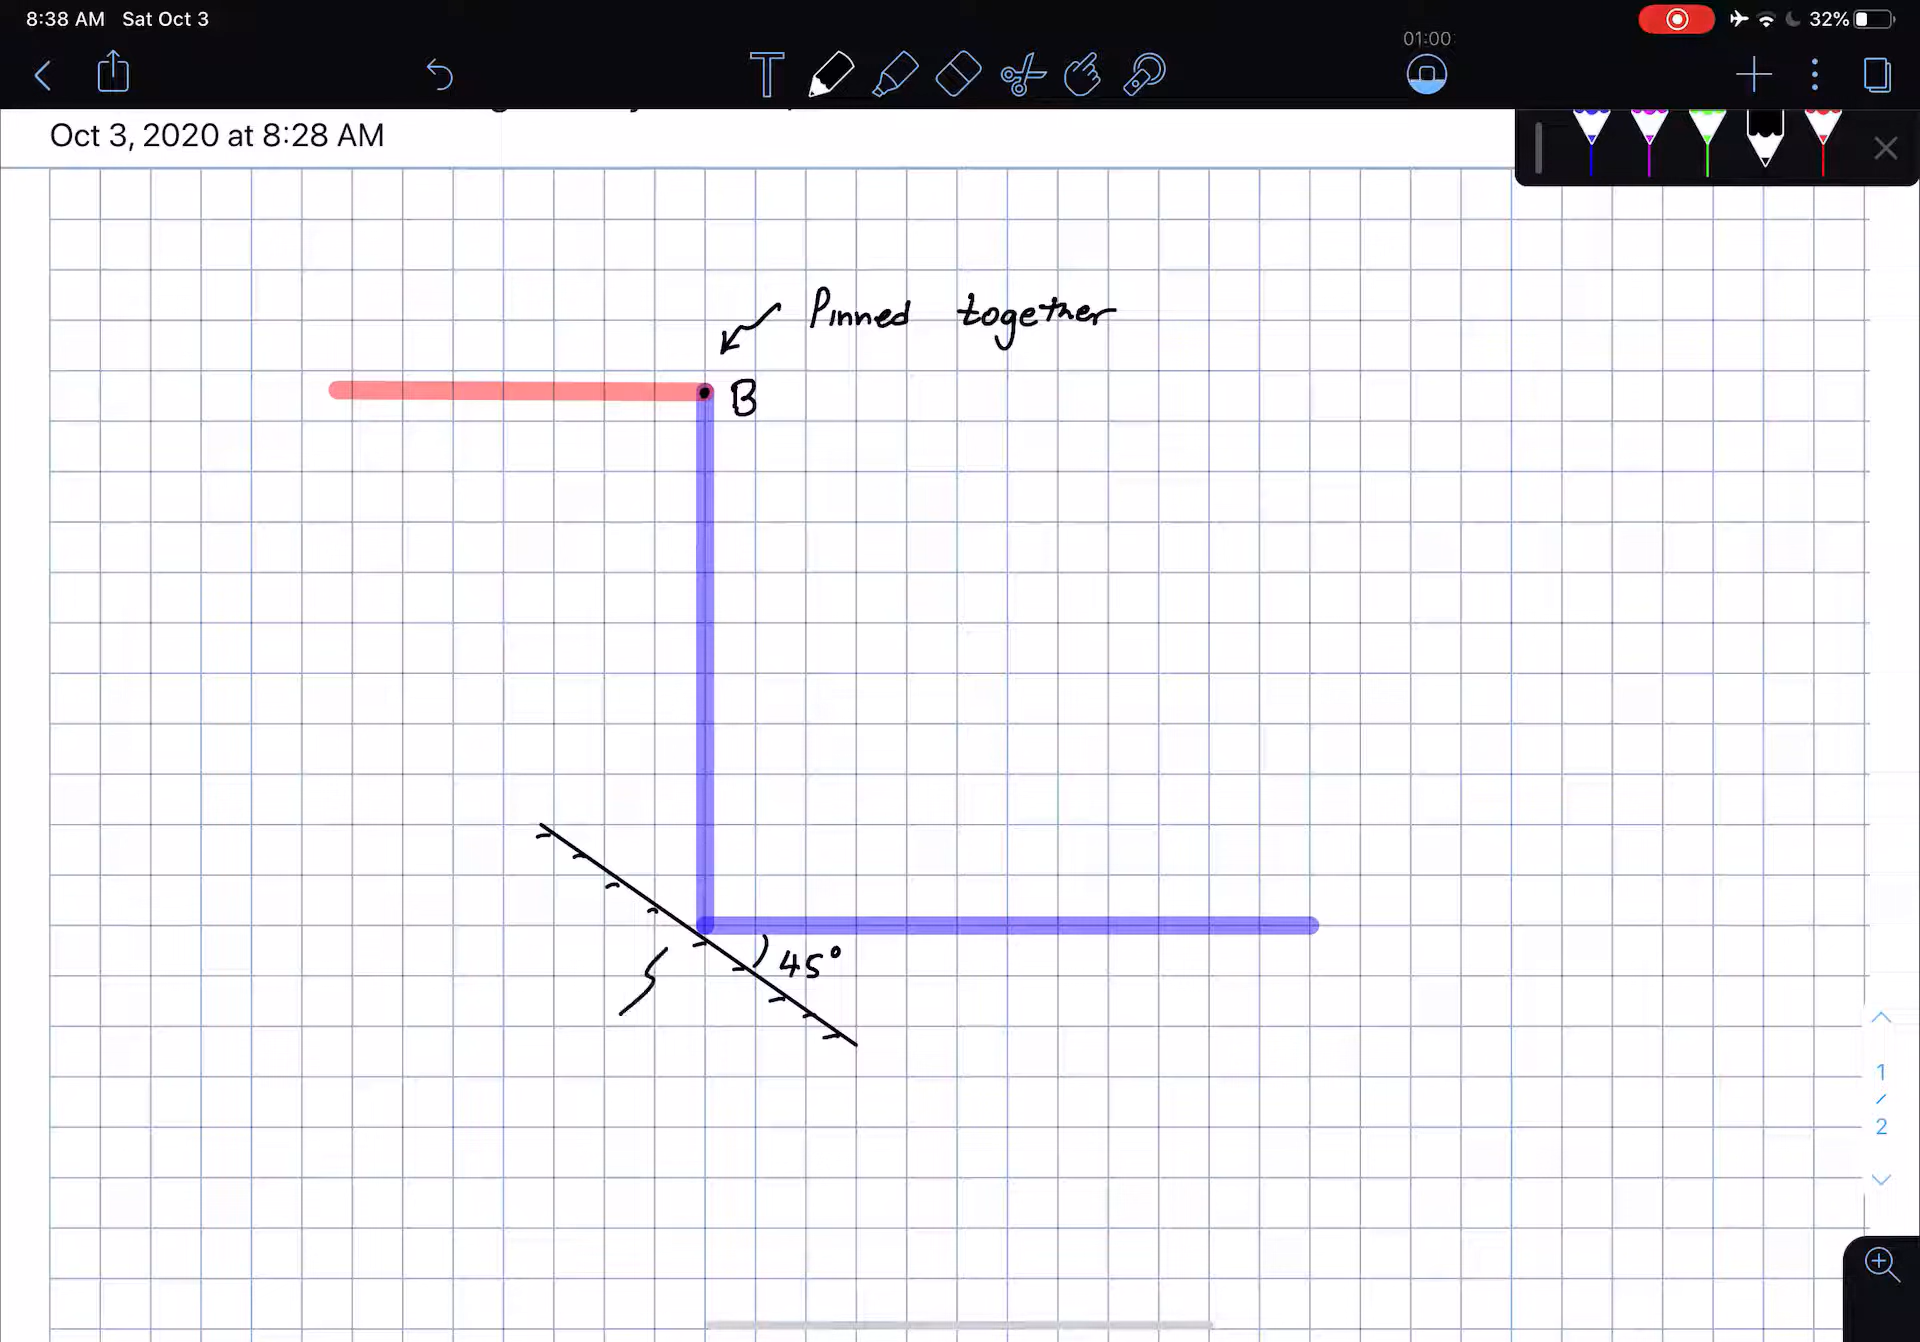 8:38 AM Sat Oct 3
32%
01:00
Oct 3, 2020 at 8:28 AM
Pinned together
B
45°
1
/
2